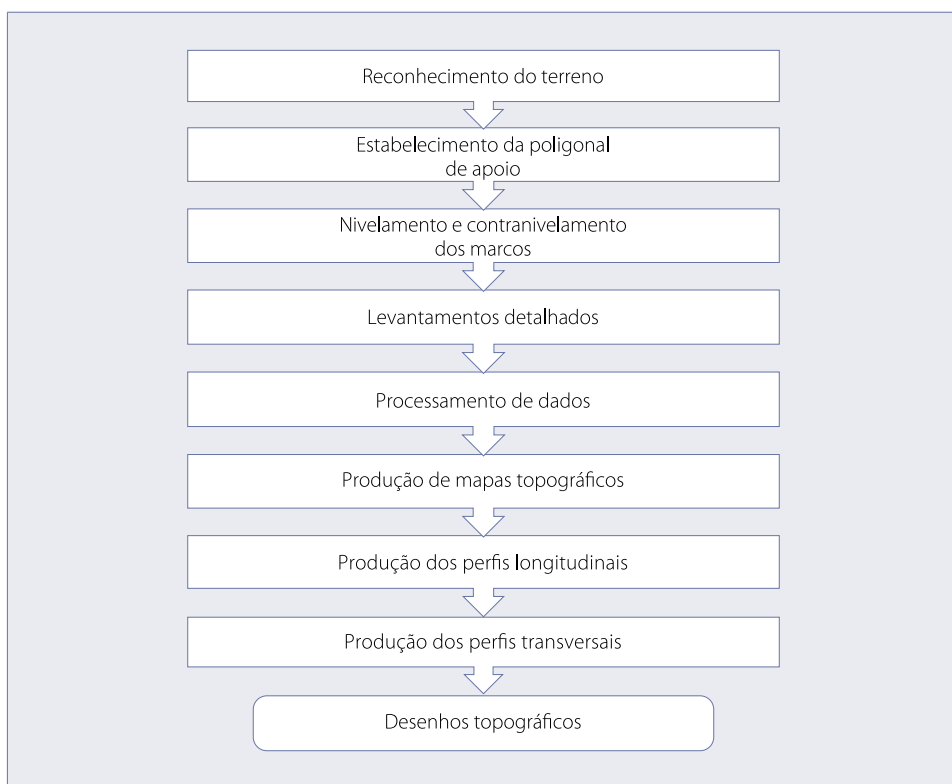 Reconhecimento do terreno
Estabelecimento da poligonal
de apoio
Nivelamento e contranivelamento
dos marcos
Levantamentos detalhados
Processamento de dados
Produção de mapas topográficos
Produção dos perfis longitudinais
Produção dos perfis transversais
Desenhos topográficos